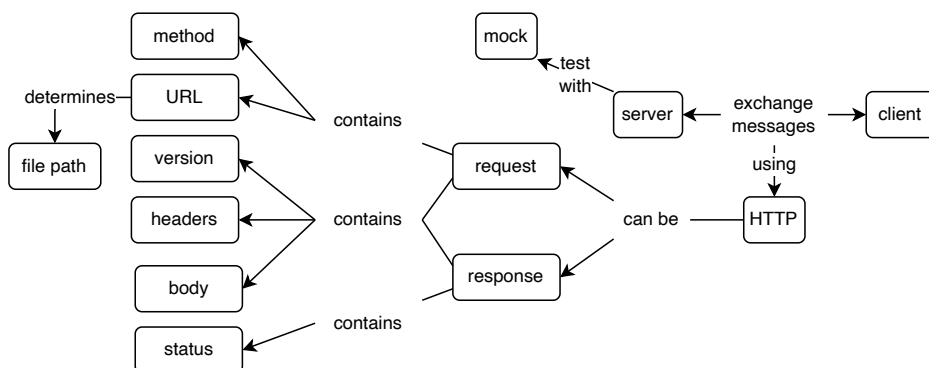 method
mock
test
with
determines
URL
server
exchange
messages
client
contains
file path
version
request
using
headers
contains
can be
HTTP
body
response
contains
status